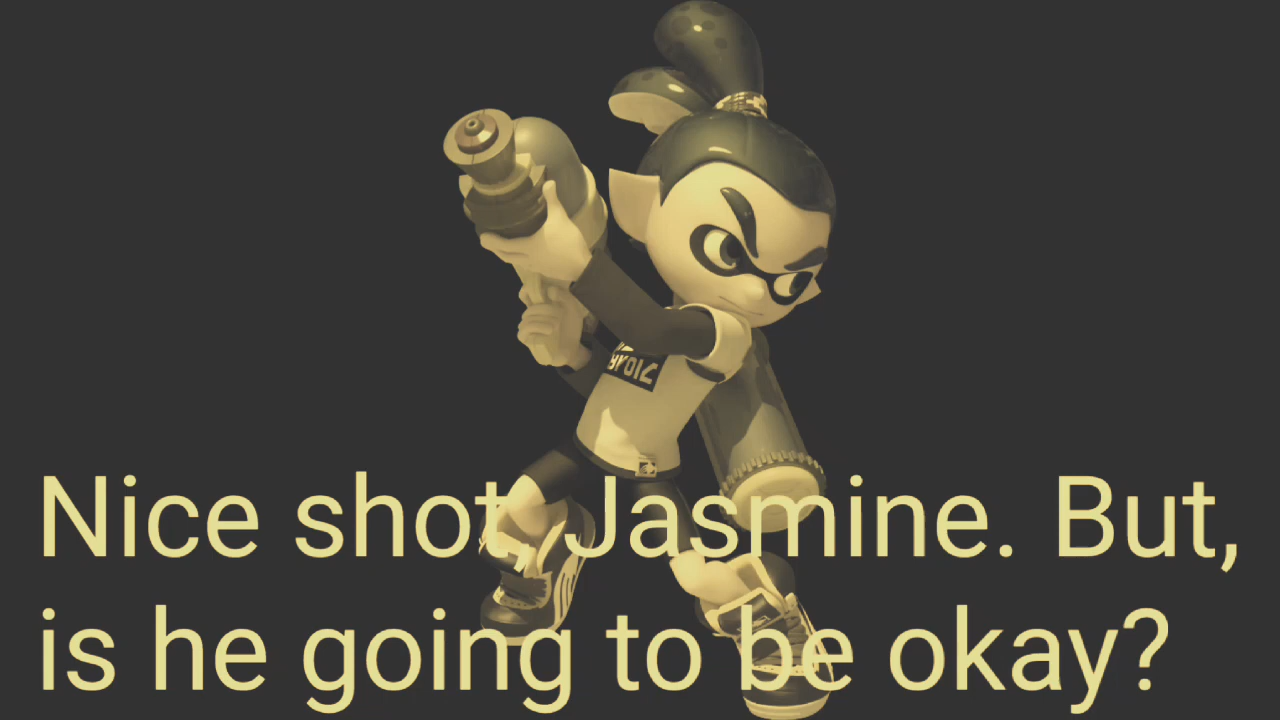 Nice shot, Jasmine. But,
is he going to be okay?